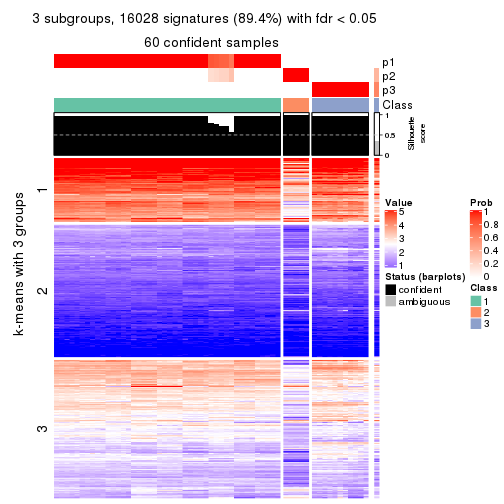 3 subgroups, 16028 signatures (89.4%) with fdr < 0.05
60 confident samples
p1
p2
p3
Class
1
0.5
0
Silhouette
score
k-means with 3 groups
1
2
3
Value
5
4
3
2
1
Status (barplots)
confident
ambiguous
Prob
1
0.8
0.6
0.4
0.2
0
Class
1
2
3